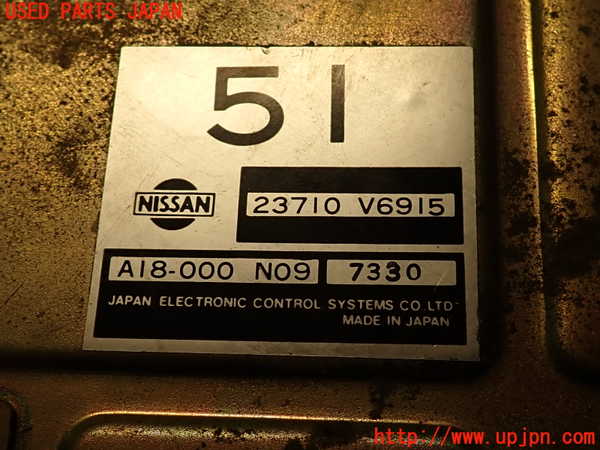 USED PARTS JAPAN
51
NISSAN
23710 V6915
A18-000 N09 7330
JAPAN ELECTRONIC CONTROL SYSTEMS CO. LTD
MADE IN JAPAN
http://www.upjpn.com/